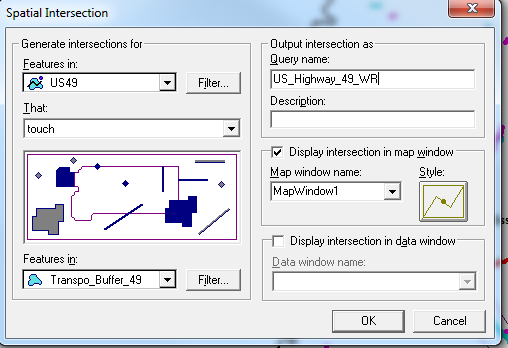 Spatial Intersection
Generate intersections for
Features in:
US49
Filter...
That:
touch
Features in:
Transpo_Buffer_49
Filter...
Output intersection as
Query name:
US_Highway_49_WR
Description:
Display intersection in map window
Map window name:
MapWindow1
Style:
Display intersection in data window
Data window name:
OK
Cancel